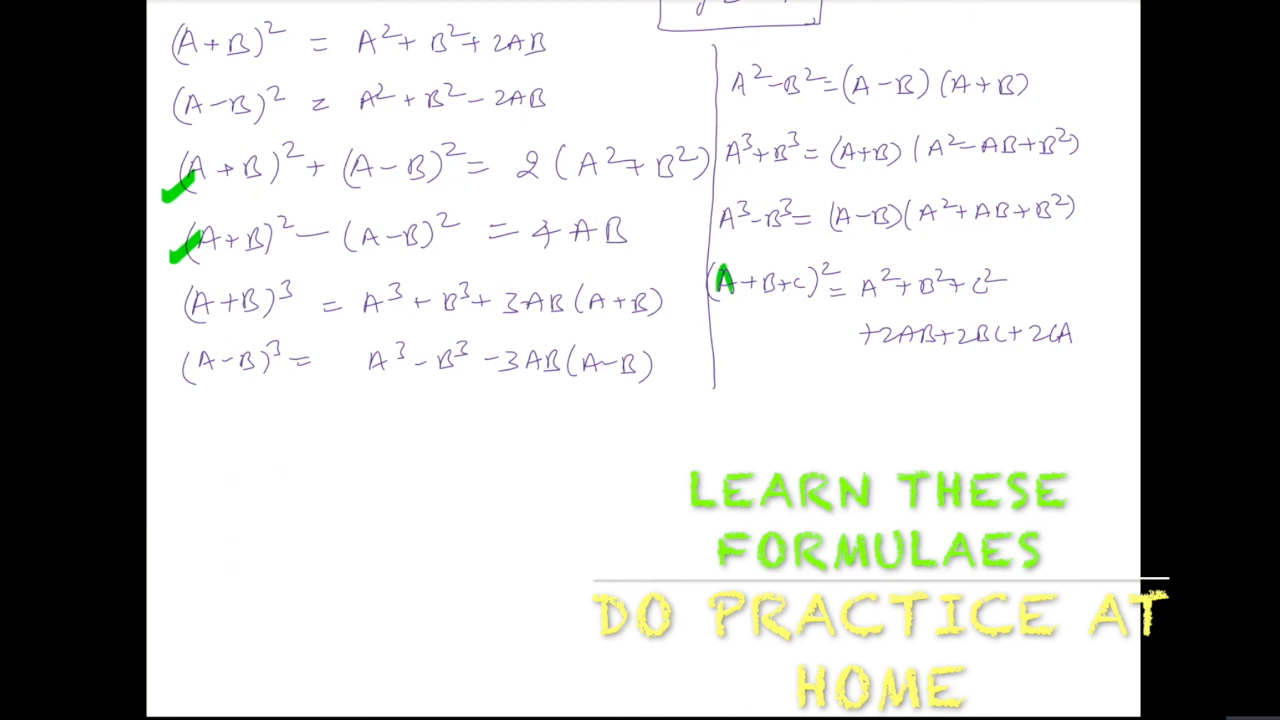 (A+B)² = A²+ B²+ 2AB
(A-B)² = A²+ B²- 2AB
(A+B)²+ (A-B)²= 2(A²+B²)
(A+B)²- (A-B)² = 4AB
(A+B)³ = A³+ B³+ 3AB(A+B)
(A-B)³ = A³- B³ -3AB(A-B)
A²-B²=(A-B)(A+B)
A³+B³=(A+B)(A²-AB+B²)
A³-B³=(A-B)(A²+AB+B²)
(A+B+C)²= A²+B²+C²
+2AB+2BC+2CA
LEARN THESE
FORMULAES
DO PRACTICE AT
HOME